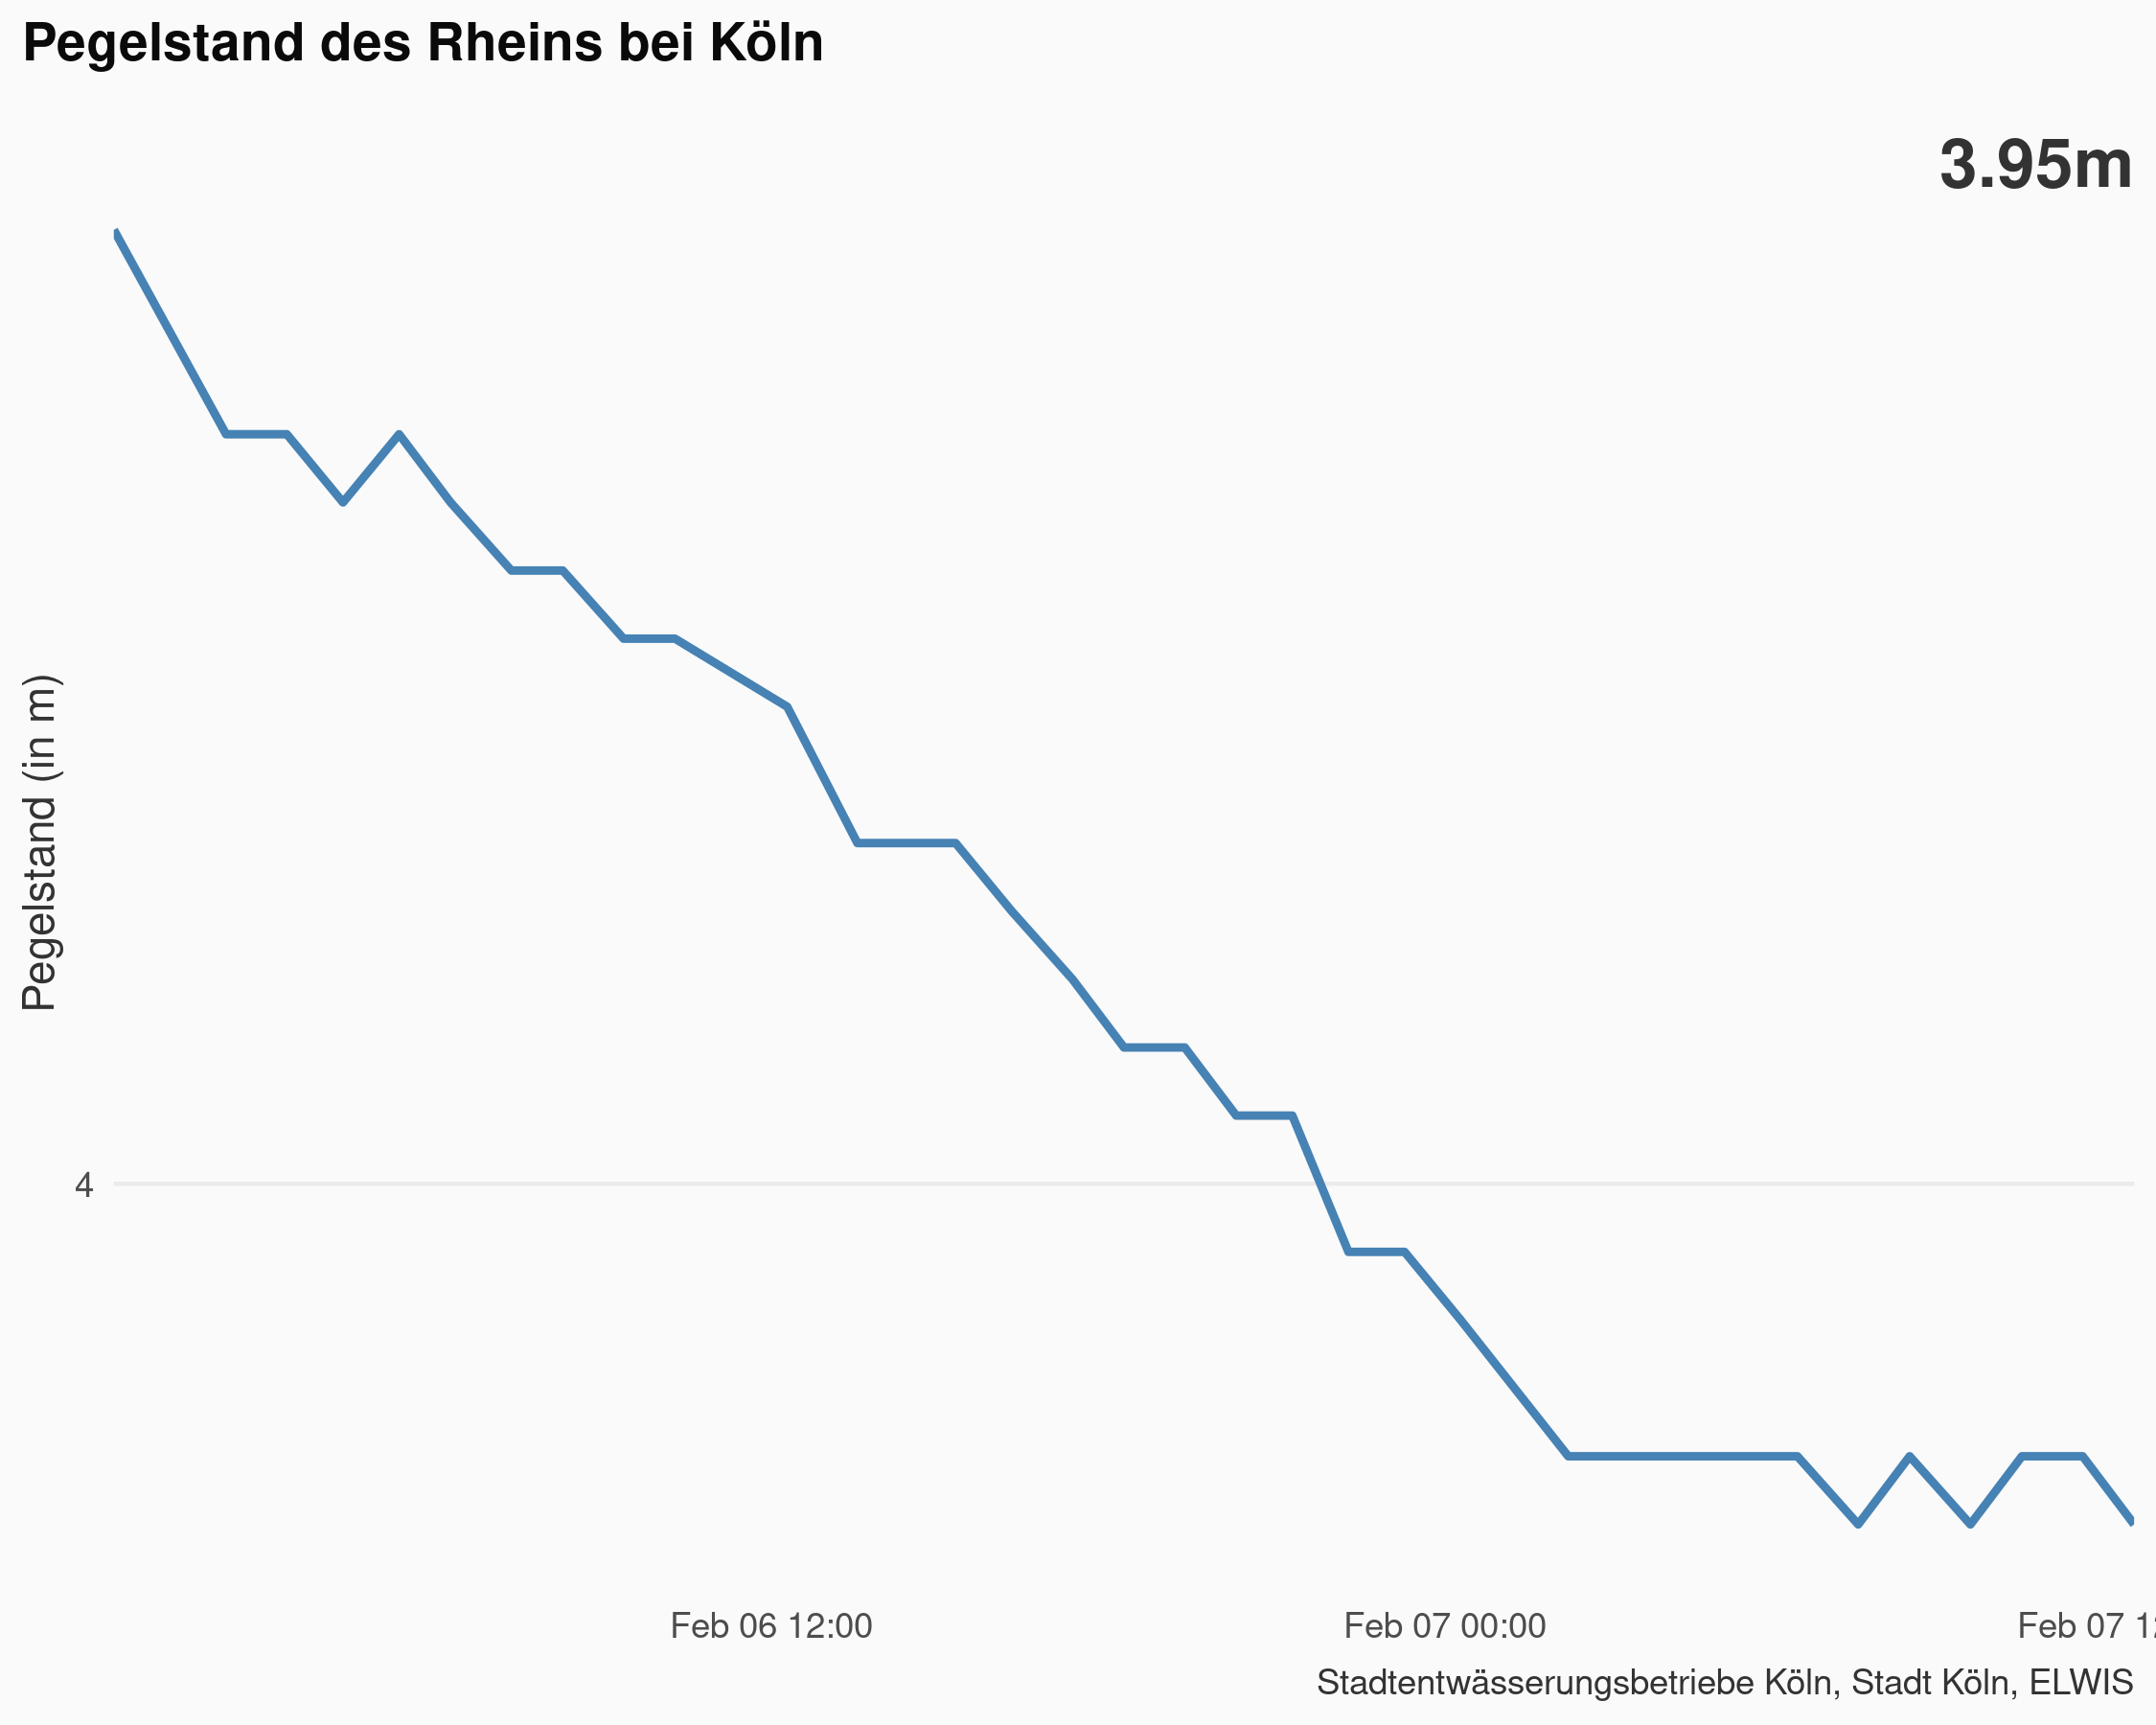 Pegelstand des Rheins bei Köln
3.95m
Pegelstand (in m)
4
Feb 06 12:00
Feb 07 00:00
Feb 07 1
Stadtentwässerungsbetriebe Köln, Stadt Köln, ELWIS